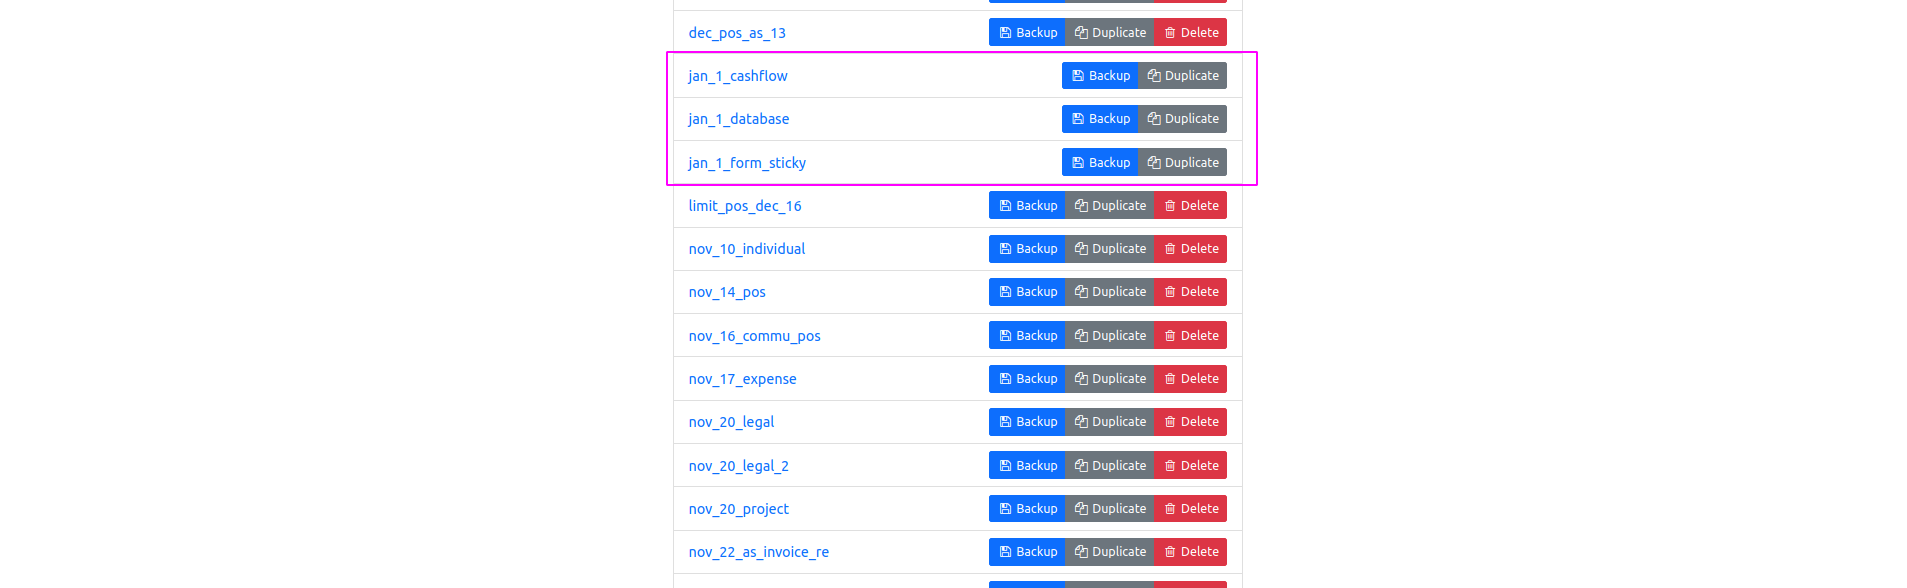 dec_pos_as_13 Backup Duplicate Delete
jan_1_cashflow Backup Duplicate
jan_1_database Backup Duplicate
jan_1_form_sticky Backup Duplicate
limit_pos_dec_16 Backup Duplicate Delete
nov_10_individual Backup Duplicate Delete
nov_14_pos Backup Duplicate Delete
nov_16_commu_pos Backup Duplicate Delete
nov_17_expense Backup Duplicate Delete
nov_20_legal Backup Duplicate Delete
nov_20_legal_2 Backup Duplicate Delete
nov_20_project Backup Duplicate Delete
nov_22_as_invoice_re Backup Duplicate Delete